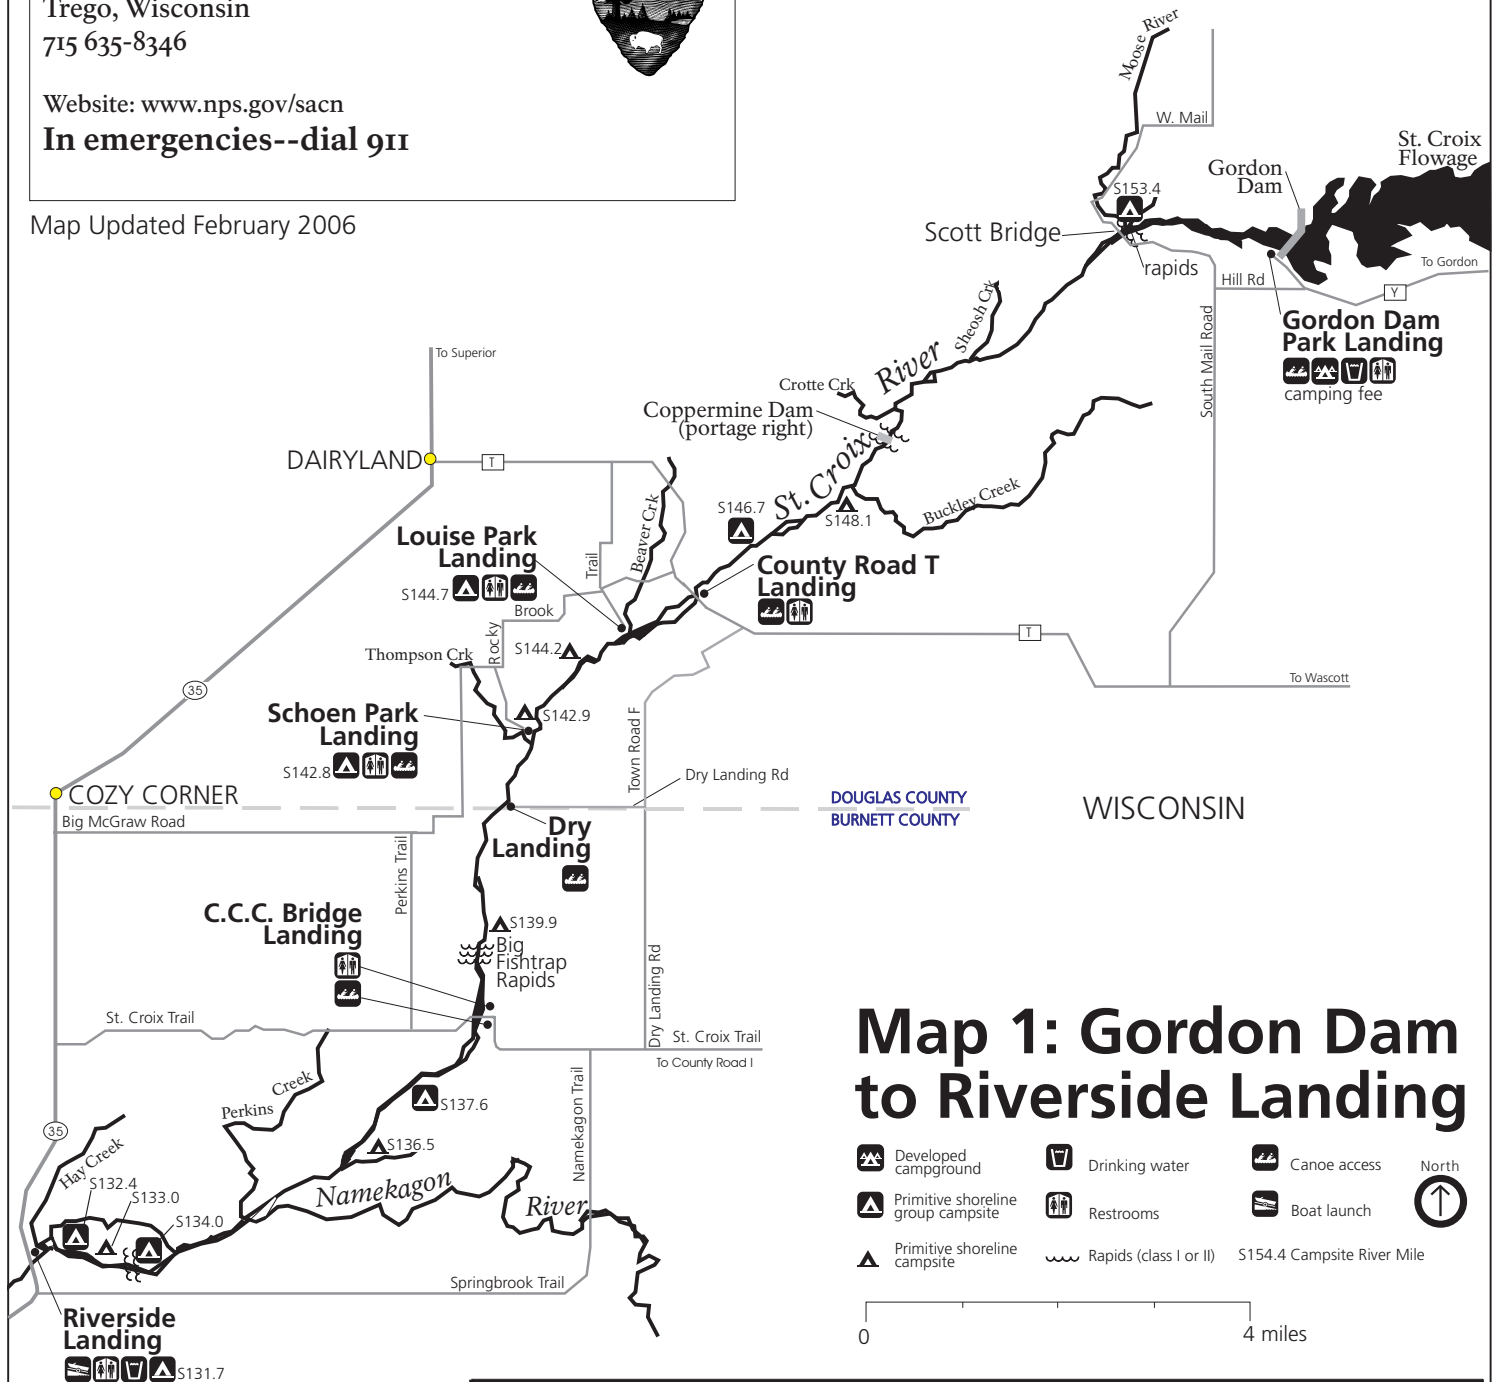 Trego, Wisconsin
715 635-8346
Website: www.nps.gov/sacn
In emergencies--dial 911
Map Updated February 2006
Moose River
W. Mail
St. Croix
Flowage
Gordon
Dam
S153.4
Scott Bridge
rapids
To Gordon
Hill Rd
Y
Gordon Dam
Park Landing
camping fee
South Mail Road
Sheosh Crk
River
St. Croix
Crotte Crk
Coppermine Dam
(portage right)
To Superior
DAIRYLAND
T
Buckley Creek
S146.7
S148.1
Beaver Crk
Louise Park
Landing
Trail
S144.7
County Road T
Landing
Brook
Rocky
S144.2
T
Thompson Crk
To Wascott
35
S142.9
Schoen Park
Landing
S142.8
Town Road F
Dry Landing Rd
COZY CORNER
DOUGLAS COUNTY
BURNETT COUNTY
WISCONSIN
Big McGraw Road
Dry
Landing
Perkins Trail
C.C.C. Bridge
Landing
S139.9
Big
Fishtrap
Rapids
Dry Landing Rd
St. Croix Trail
St. Croix Trail
To County Road I
Map 1: Gordon Dam
to Riverside Landing
Perkins Creek
S137.6
Namekagon Trail
35
S136.5
Hay Creek
S132.4
S133.0
S134.0
Namekagon
River
Springbrook Trail
Riverside
Landing
S131.7
Developed
campground
Drinking water
Canoe access
North
Primitive shoreline
group campsite
Restrooms
Boat launch
Primitive shoreline
campsite
Rapids (class I or II)
S154.4 Campsite River Mile
0
4 miles